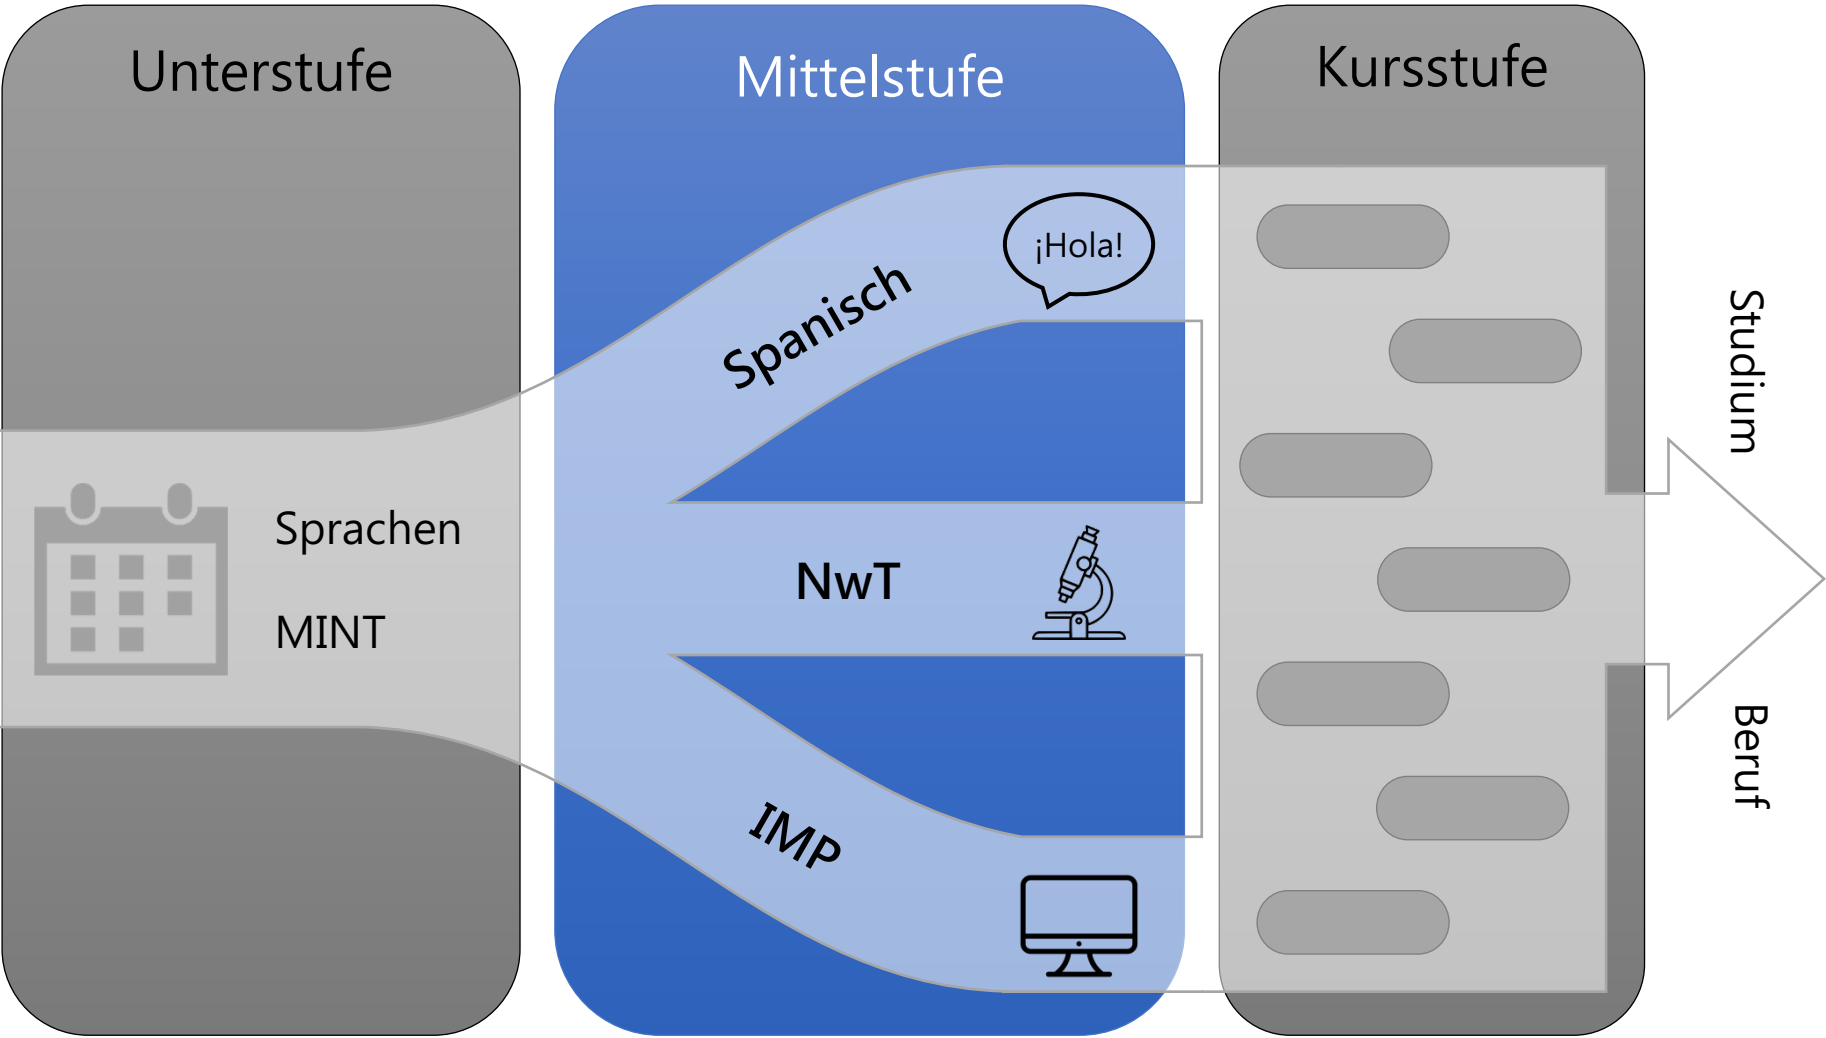 Unterstufe
Mittelstufe
Kursstufe
Sprachen
MINT
Spanisch
¡Hola!
NwT
IMP
Studium
Beruf